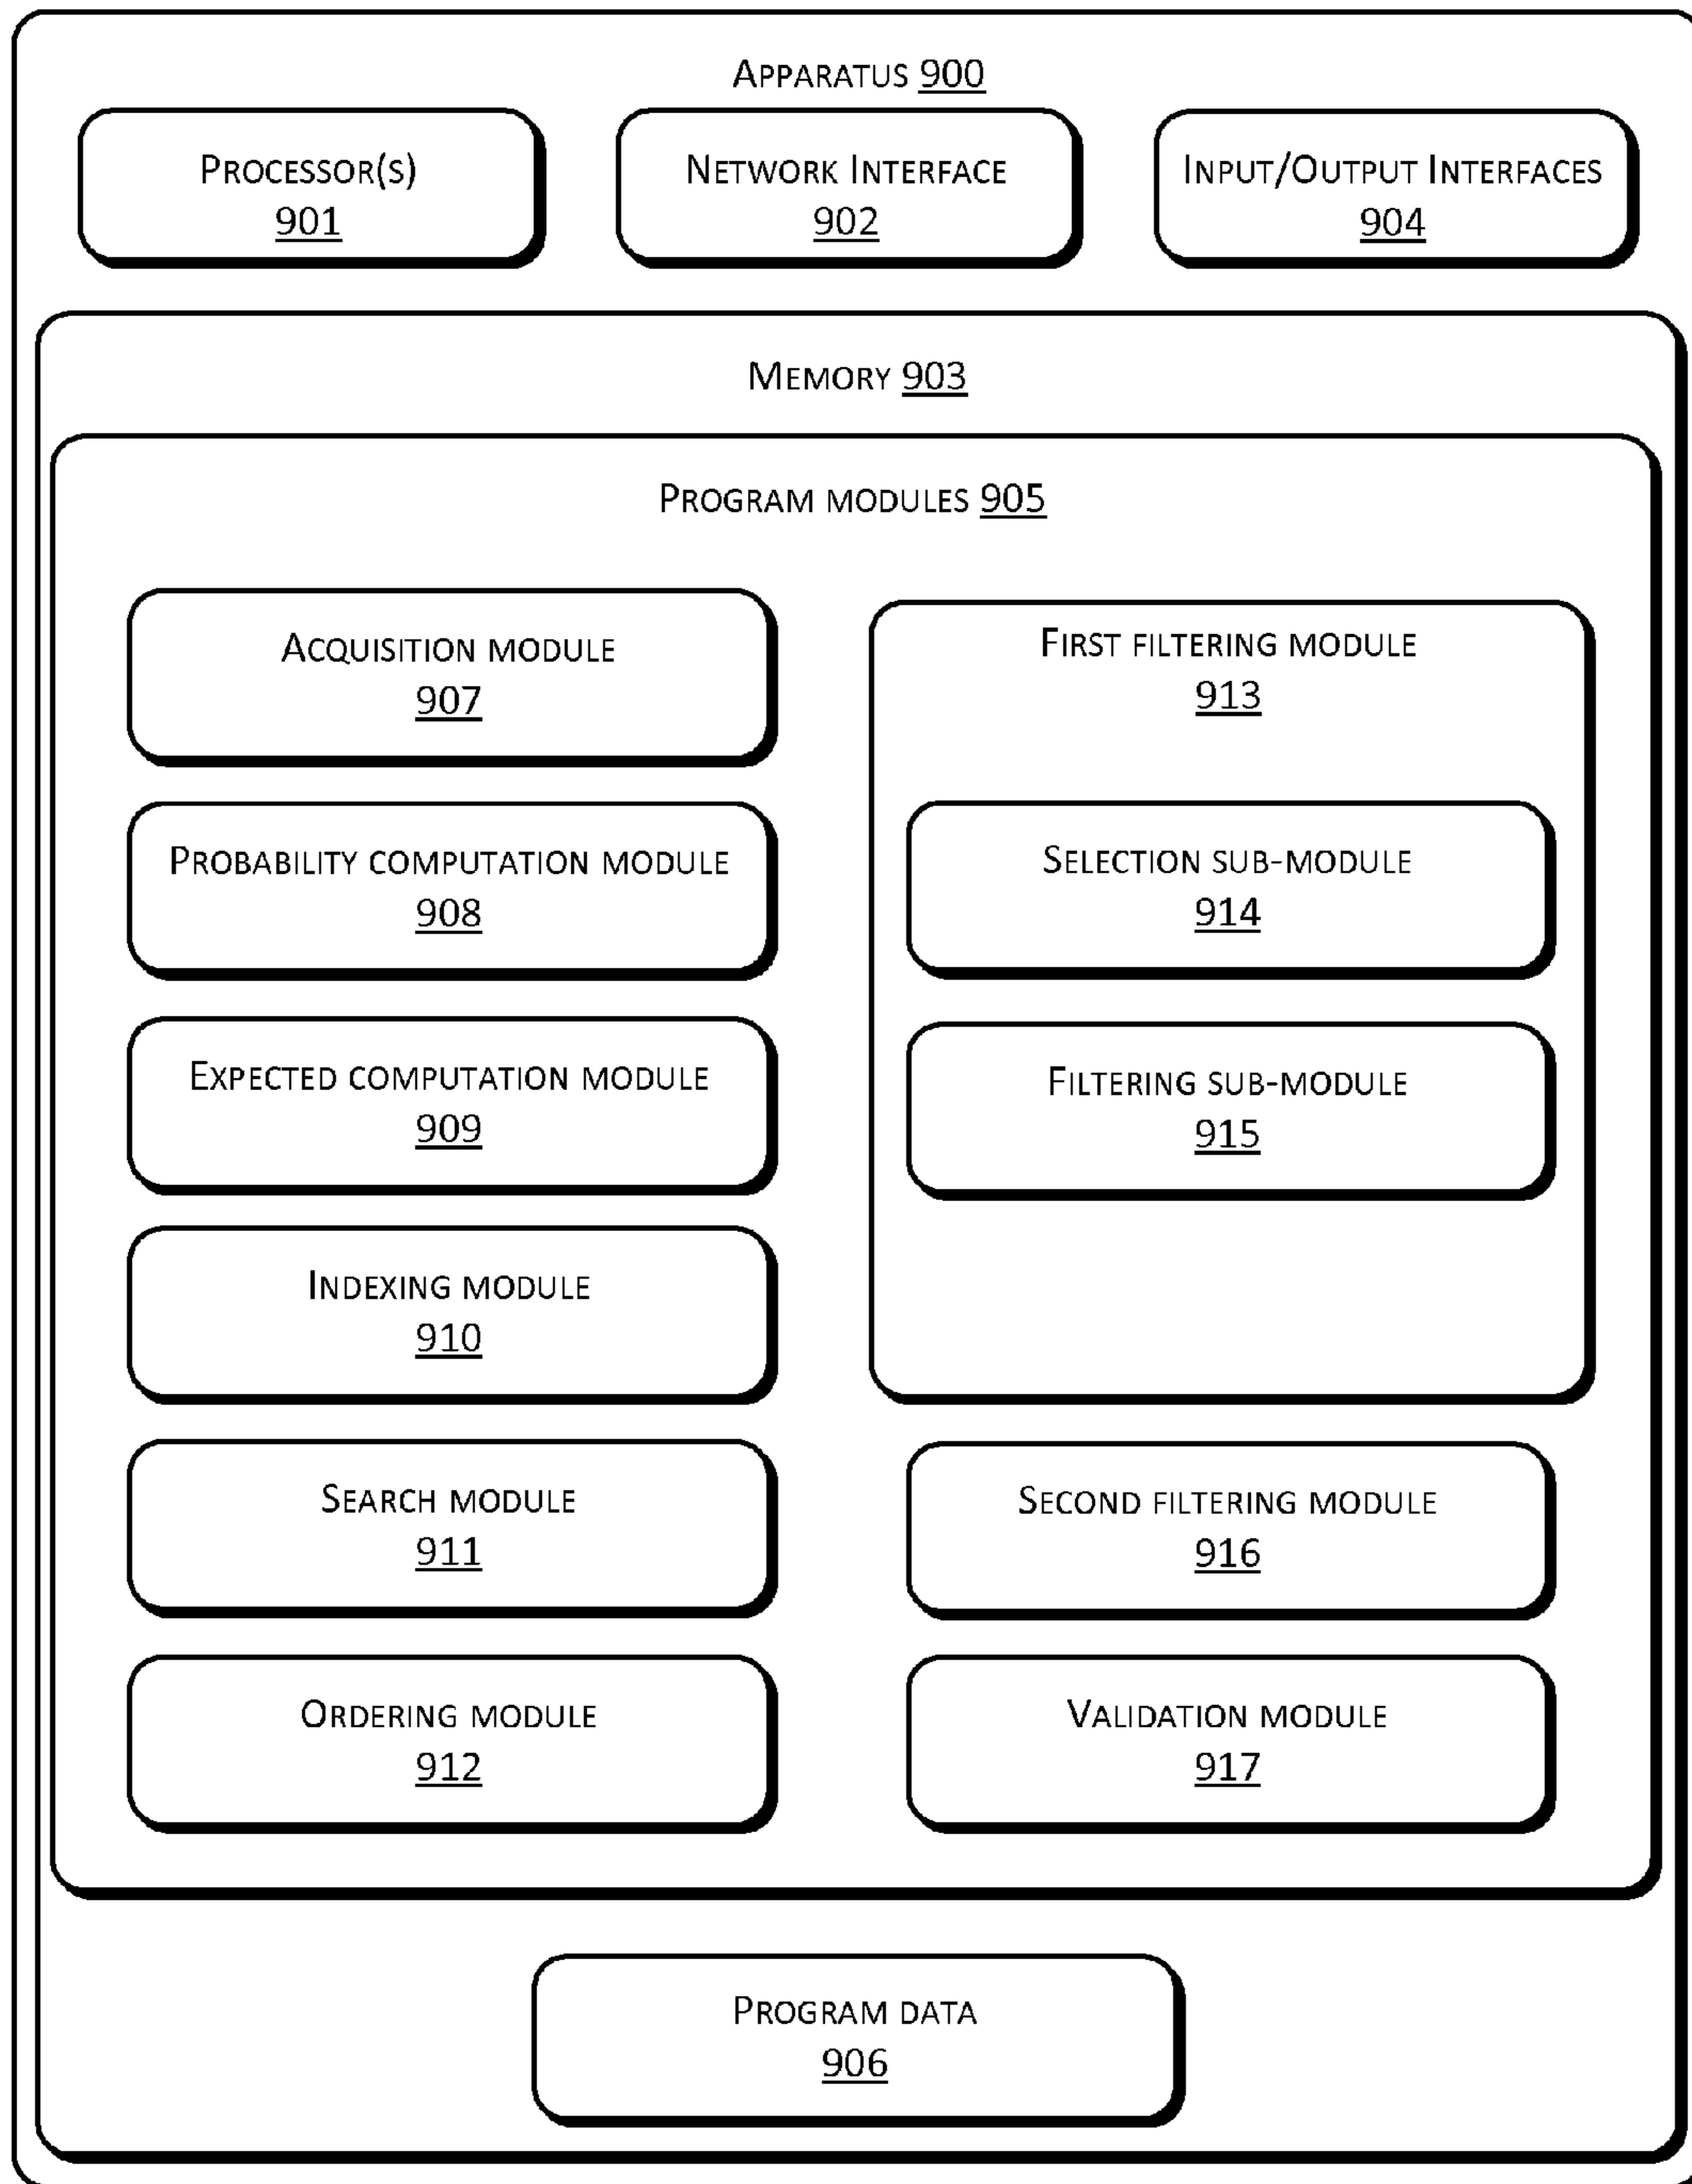 APPARATUS 900
PROCESSOR(S)
901
NETWORK INTERFACE
902
INPUT/OUTPUT INTERFACES
904
MEMORY 903
PROGRAM MODULES 905
ACQUISITION MODULE
907
PROBABILITY COMPUTATION MODULE
908
EXPECTED COMPUTATION MODULE
909
INDEXING MODULE
910
SEARCH MODULE
911
ORDERING MODULE
912
FIRST FILTERING MODULE
913
SELECTION SUB-MODULE
914
FILTERING SUB-MODULE
915
SECOND FILTERING MODULE
916
VALIDATION MODULE
917
PROGRAM DATA
906